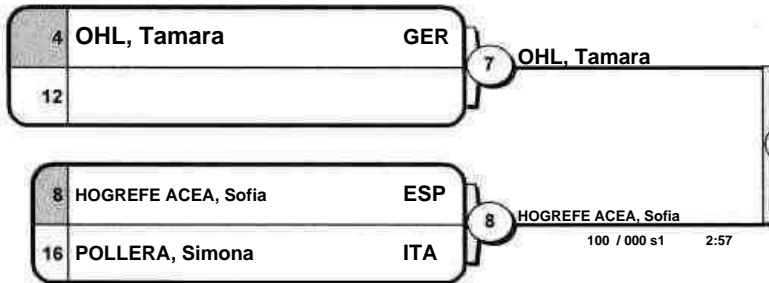 4 OHL, Tamara GER
7 OHL, Tamara
12
8 HOGREFE ACEA, Sofia ESP
8 HOGREFE ACEA, Sofia
100 / 000 s1 2:57
16 POLLERA, Simona ITA